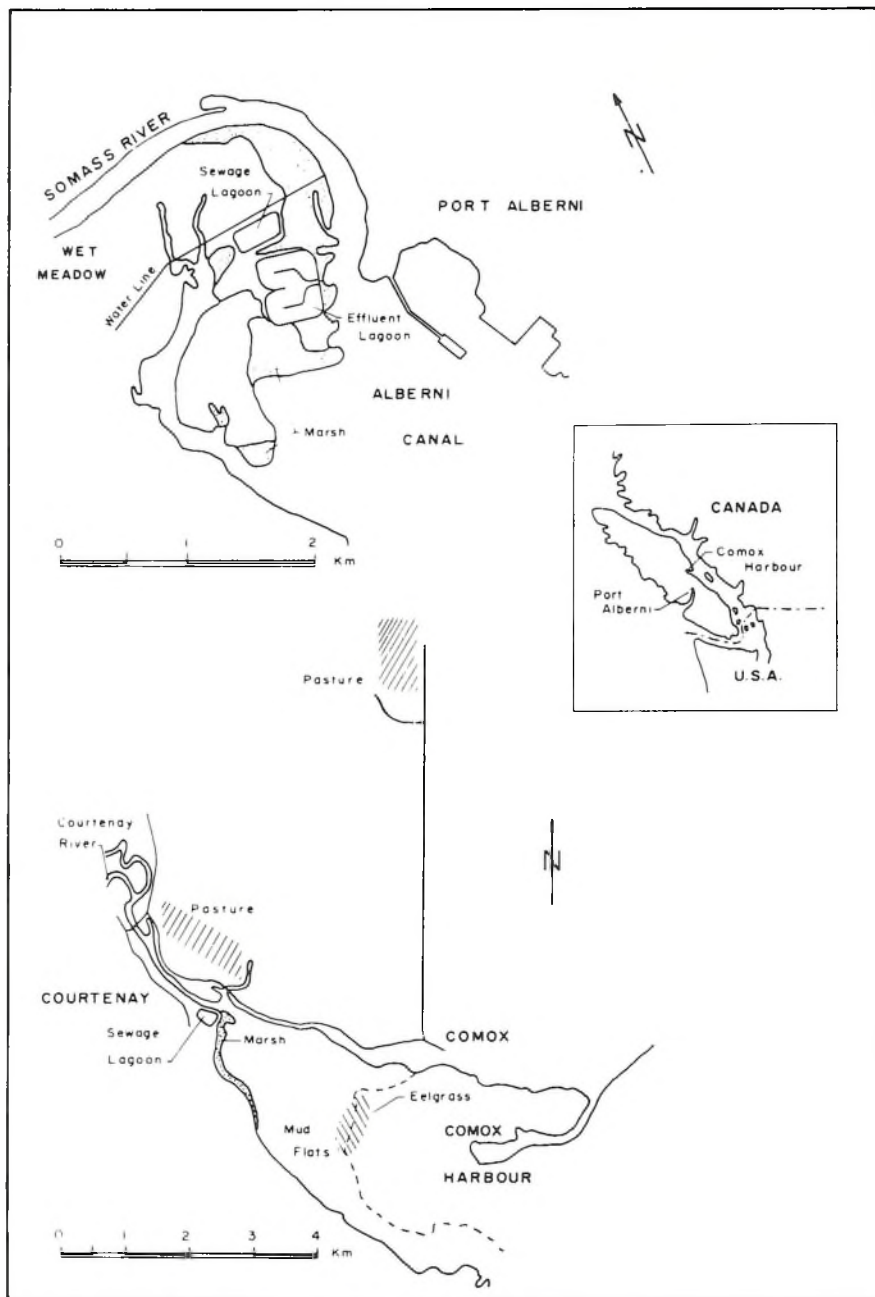 N
SOMASS RIVER
Sewage
Lagoon
PORT ALBERNI
WET
MEADOW
Water Line
Effluent
Lagoon
ALBERNI
CANAL
Marsh
0 1 2
Km
CANADA
Comox
Harbour
Port
Alberni
U.S.A.
Pasture
N
Courtenay
River
Pasture
COURTENAY
Sewage
Lagoon
Marsh
COMOX
Eelgrass
Mud
Flats
COMOX
HARBOUR
0 1 2 3 4
Km